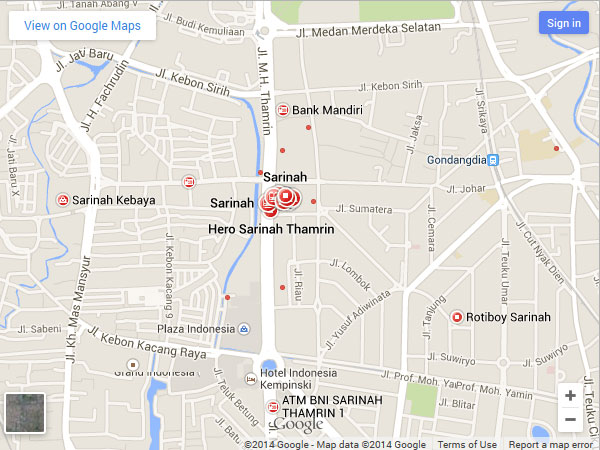 Jl. Tanah Abang V
View on Google Maps
Sign in
Jl. Budi Kemuliaan
Jl. Medan Merdeka Selatan
Jl. Jati Baru
Jl. H. Fachrudin
Jl. Kebon Sirih
Jl. M.H. Thamrin
Jl. Kebon Sirih
Jl. Srikaya
Bank Mandiri
Jl. Jaksa
Jl. Jati Baru X
Gondangdia
Sarinah
Jl. Johar
Sarinah Kebaya
Sarinah
Jl. Sumatera
Hero Sarinah Thamrin
Jl. Cemara
Jl. Cut Nyak Dien
Jl. Kebon Kacang 9
Jl. Kh. Mas Mansyur
Jl. Riau
Jl. Lombok
Jl. Teuku Umar
Jl. Yusuf Adiwinata
Jl. Tanjung
Rotiboy Sarinah
Jl. Sabeni
Plaza Indonesia
Jl. Kebon Kacang Raya
Jl. Suwiryo
Jl. Suwiryo
Grand Indonesia
Hotel Indonesia
Kempinski
Jl. Prof. Moh. Ya
Prof. Moh. Yamin
Jl. Teluk Betung
ATM BNI SARINAH
THAMRIN 1
Jl. Blitar
Google
©2014 Google - Map data ©2014 Google
Terms of Use
Report a map error